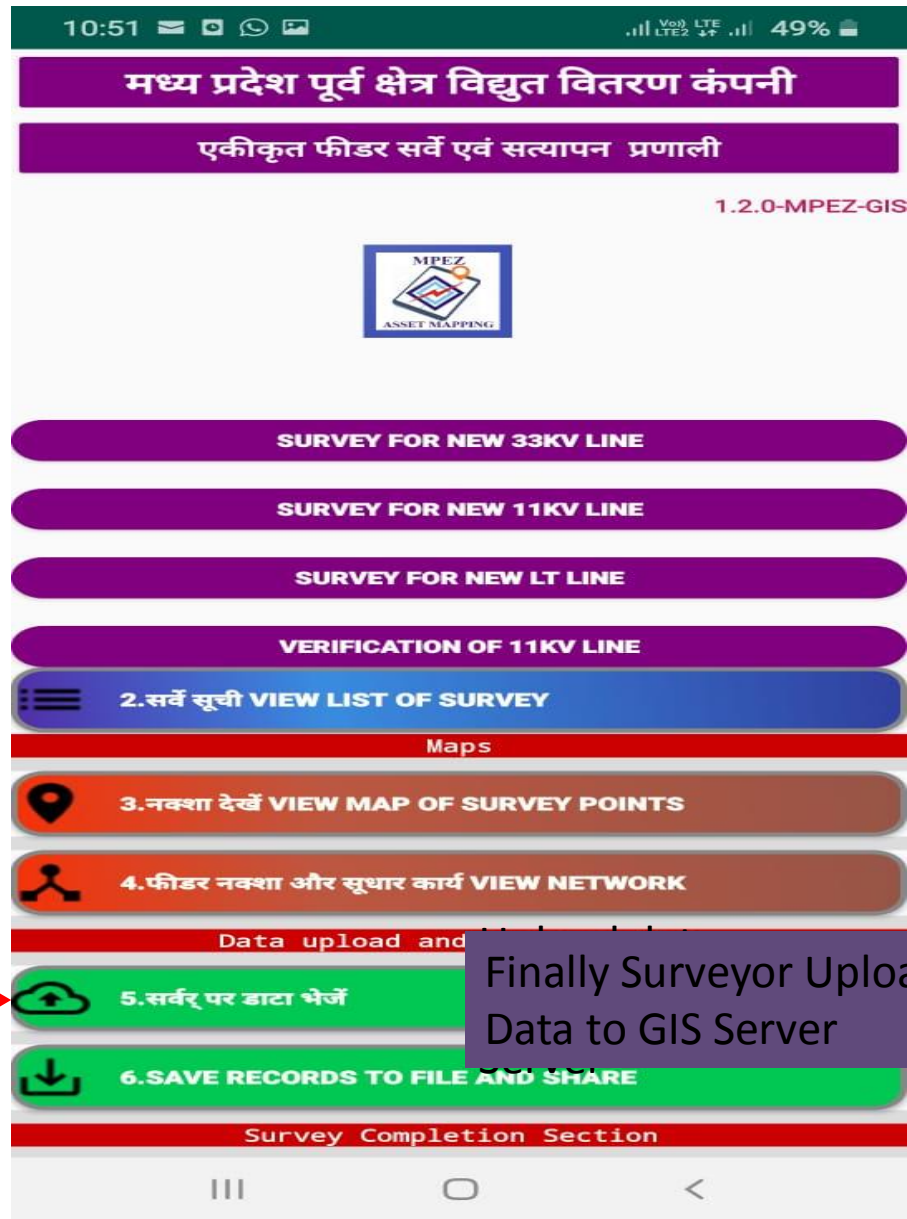 10:51
Vo)) LTE
LTE2
49%
मध्य प्रदेश पूर्व क्षेत्र विद्युत वितरण कंपनी
एकीकृत फीडर सर्वे एवं सत्यापन प्रणाली
1.2.0-MPEZ-GIS
MPEZ
ASSET MAPPING
SURVEY FOR NEW 33KV LINE
SURVEY FOR NEW 11KV LINE
SURVEY FOR NEW LT LINE
VERIFICATION OF 11KV LINE
2.सर्वे सूची VIEW LIST OF SURVEY
Maps
3.नक्शा देखें VIEW MAP OF SURVEY POINTS
4.फीडर नक्शा और सूधार कार्य VIEW NETWORK
Data upload and
Finally Surveyor Uploa
Data to GIS Server
5.सर्वर् पर डाटा भेजें
6.SAVE RECORDS TO FILE AND SHARE
Survey Completion Section